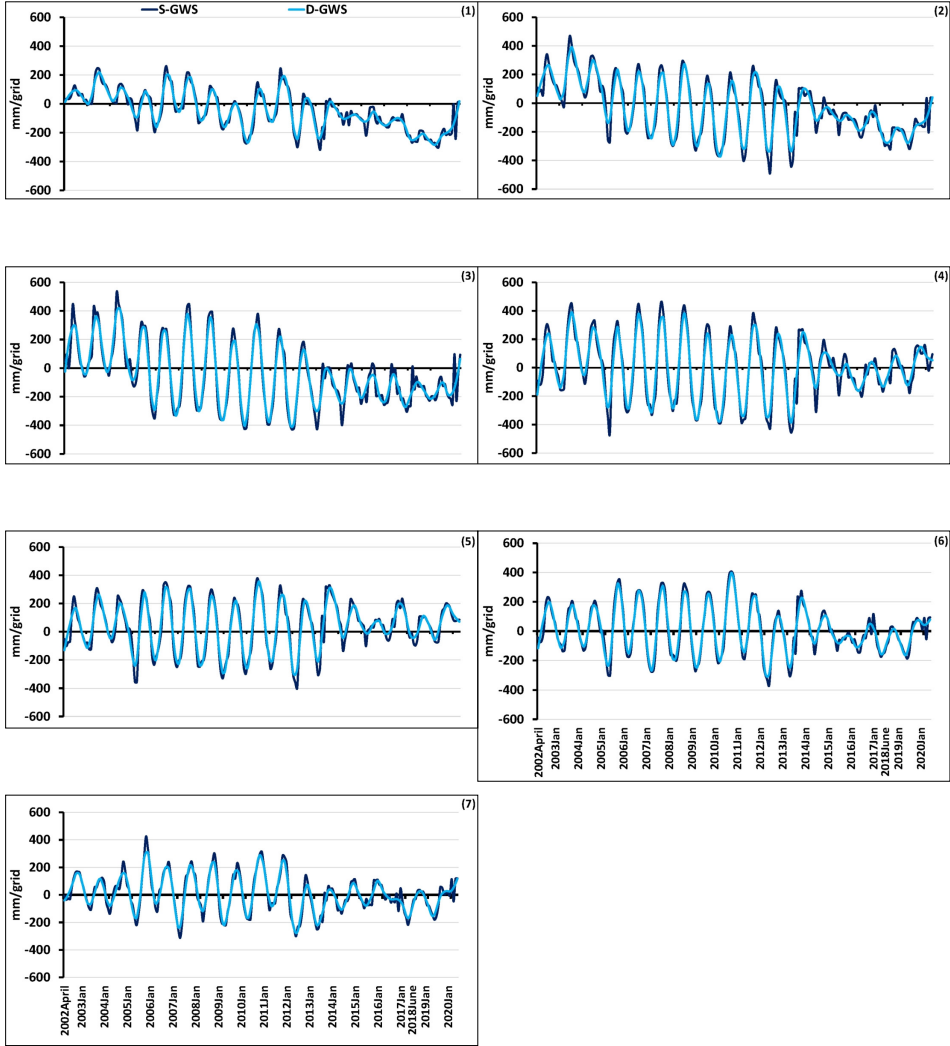 S-GWS D-GWS (1)
600
400
200
0
-200
-400
-600
mm/grid
(2)
600
400
200
0
-200
-400
-600
mm/grid
(3)
600
400
200
0
-200
-400
-600
mm/grid
(4)
600
400
200
0
-200
-400
-600
mm/grid
(5)
600
400
200
0
-200
-400
-600
mm/grid
(6)
600
400
200
0
-200
-400
-600
mm/grid
2002April
2003Jan
2004Jan
2005Jan
2006Jan
2007Jan
2008Jan
2009Jan
2010Jan
2011Jan
2012Jan
2013Jan
2014Jan
2015Jan
2016Jan
2017Jan
2018June
2019Jan
2020Jan
(7)
600
400
200
0
-200
-400
-600
mm/grid
2002April
2003Jan
2004Jan
2005Jan
2006Jan
2007Jan
2008Jan
2009Jan
2010Jan
2011Jan
2012Jan
2013Jan
2014Jan
2015Jan
2016Jan
2017Jan
2018June
2019Jan
2020Jan